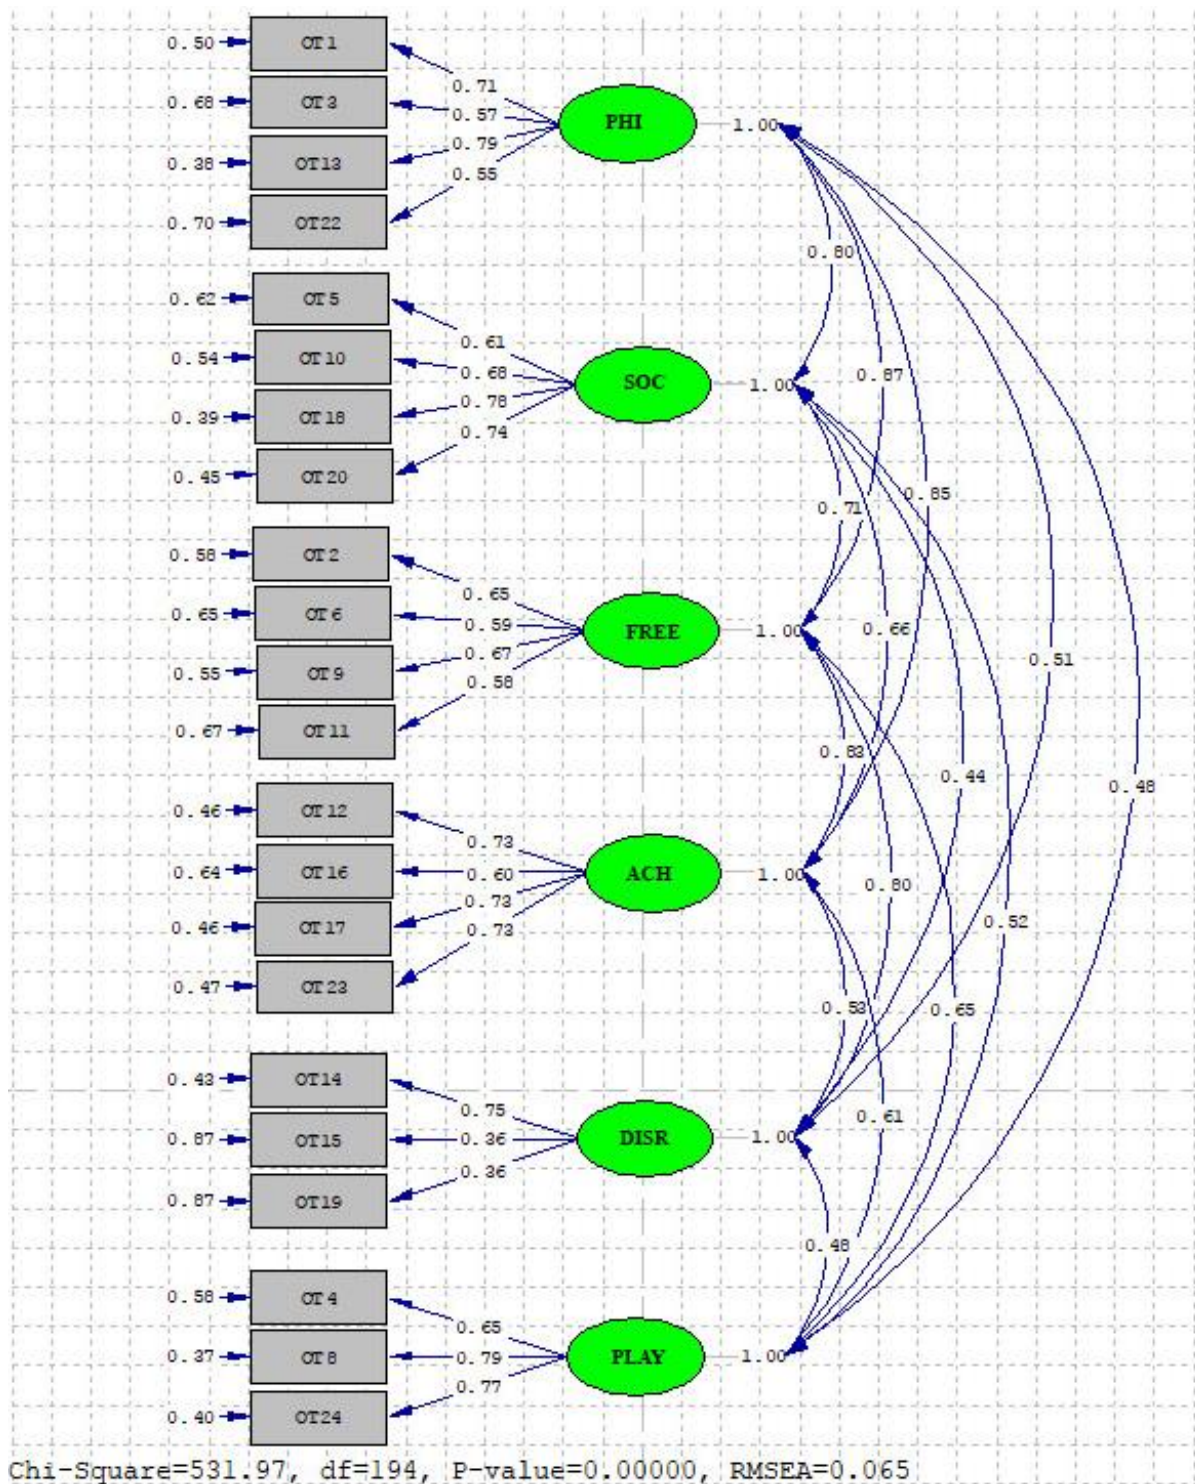 0.50 OT1
0.71
0.68 OT3
0.57
PHI 1.00
0.79
0.38 OT13
0.55
0.70 OT22
0.80
0.62 OT5
0.61
0.54 OT10
0.68
0.87
SOC 1.00
0.78
0.39 OT18
0.74
0.45 OT20
0.85
0.71
0.58 OT2
0.65
0.65 OT6
0.59
FREE 1.00 0.66
0.67
0.51
0.55 OT9
0.58
0.67 OT11
0.83
0.44
0.48
0.46 OT12
0.73
0.64 OT16
0.60 ACH 1.00
0.80
0.73
0.46 OT17
0.52
0.73
0.47 OT23
0.53 0.65
0.43 OT14
0.75
0.61
0.87 OT15
0.36 DISR 1.00
0.36
0.87 OT19
0.48
0.58 OT4
0.65
0.37 OT8
0.79 PLAY 1.00
0.77
0.40 OT24
Chi-Square=531.97, df=194, P-value=0.00000, RMSEA=0.065